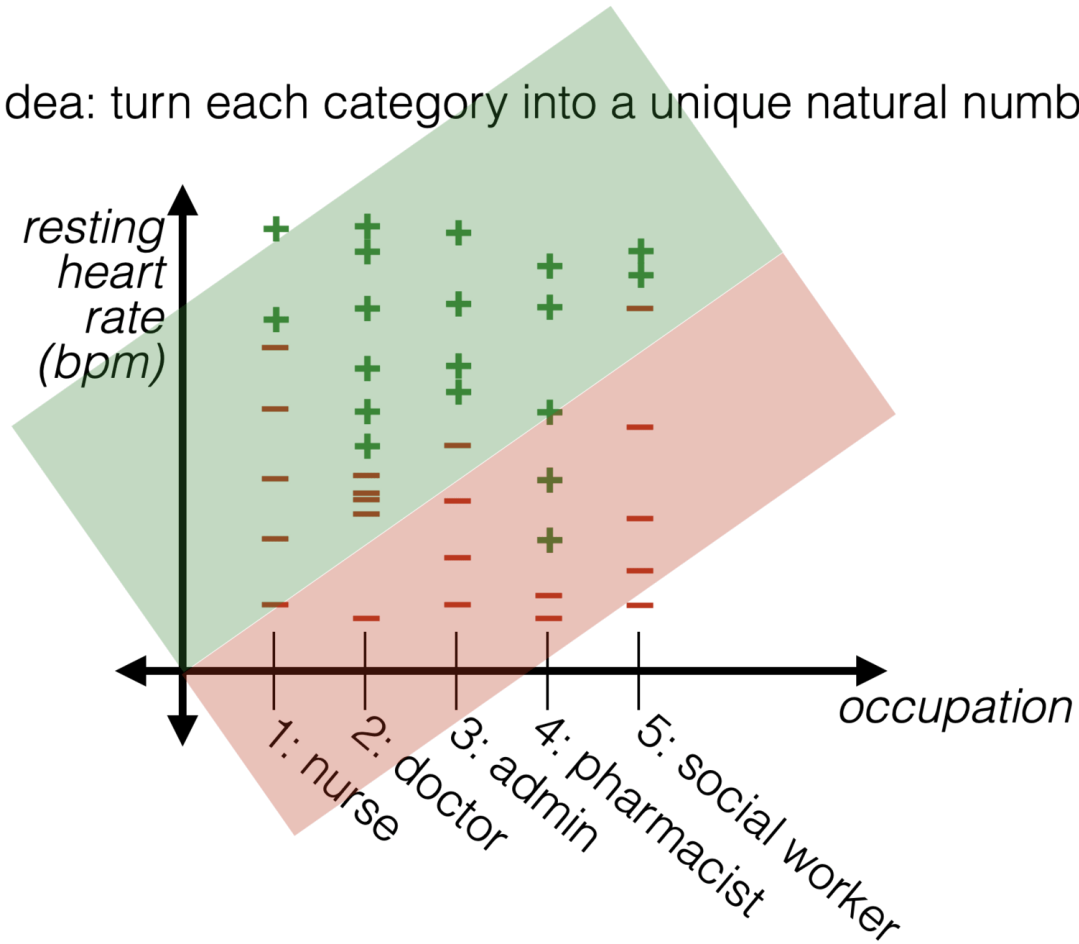 dea: turn each category into a unique natural numb
resting
heart
rate
(bpm)
occupation
1: nurse
2: doctor
3: admin
4: pharmacist
5: social worker